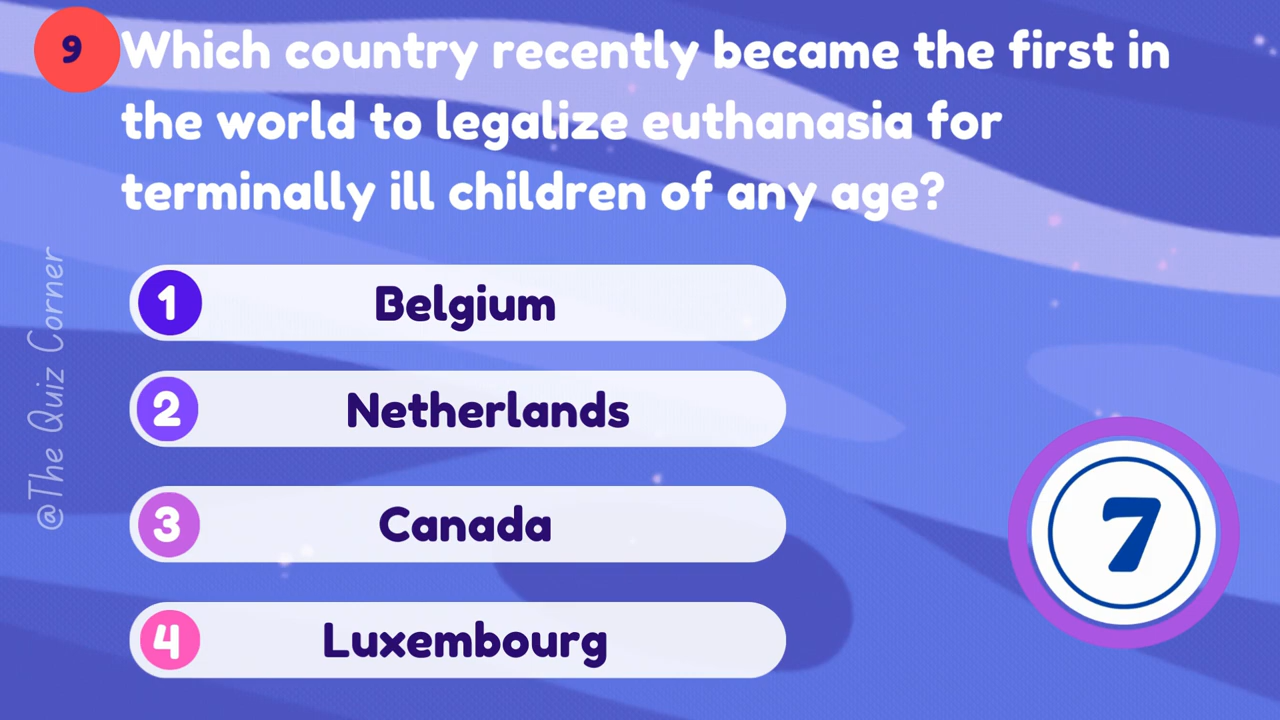 9
Which country recently became the first in
the world to legalize euthanasia for
terminally ill children of any age?
1 Belgium
2 Netherlands
3 Canada
4 Luxembourg
7
@The Quiz Corner